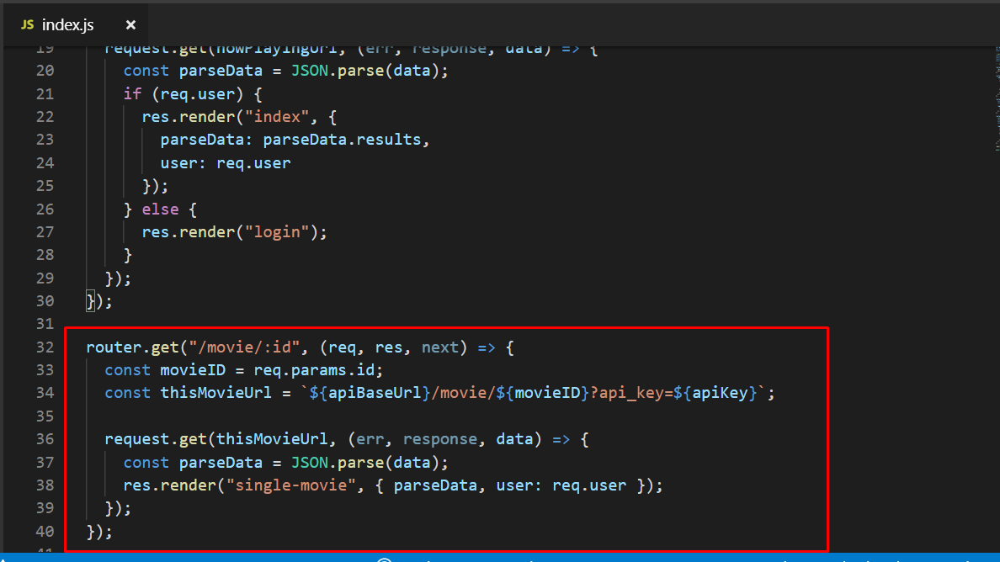 JS index.js ×
19 request.get(nowPlayingUrl, (err, response, data) => {
20 const parseData = JSON.parse(data);
21 if (req.user) {
22 res.render("index", {
23 parseData: parseData.results,
24 user: req.user
25 });
26 } else {
27 res.render("login");
28 }
29 });
30 });
31
32 router.get("/movie/:id", (req, res, next) => {
33 const movieID = req.params.id;
34 const thisMovieUrl = `${apiBaseUrl}/movie/${movieID}?api_key=${apiKey}`;
35
36 request.get(thisMovieUrl, (err, response, data) => {
37 const parseData = JSON.parse(data);
38 res.render("single-movie", { parseData, user: req.user });
39 });
40 });